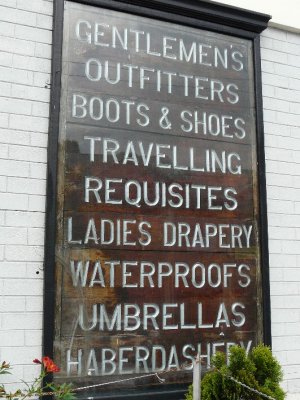 GENTLEMEN'S
OUTFITTERS
BOOTS & SHOES
TRAVELLING
REQUISITES
LADIES DRAPERY
WATERPROOFS
UMBRELLAS
HABERDASHERY